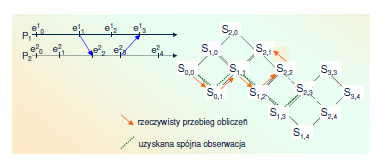 P1 e¹0 e¹1 e¹2 e¹3
P2 e²0 e²1 e²2 e²3 e²4
S2,0
S1,0 S2,1
S0,0 S1,1 S2,2 S3,3
S0,1 S1,2 S2,3 S3,4
S1,3 S2,4
S1,4
rzeczywisty przebieg obliczeń
uzyskana spójna obserwacja